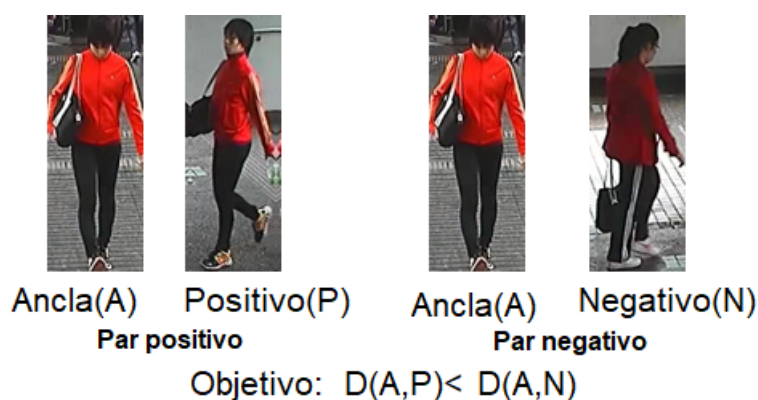 Ancla(A) Positivo(P) Ancla(A) Negativo(N)
Par positivo Par negativo
Objetivo: D(A,P)< D(A,N)